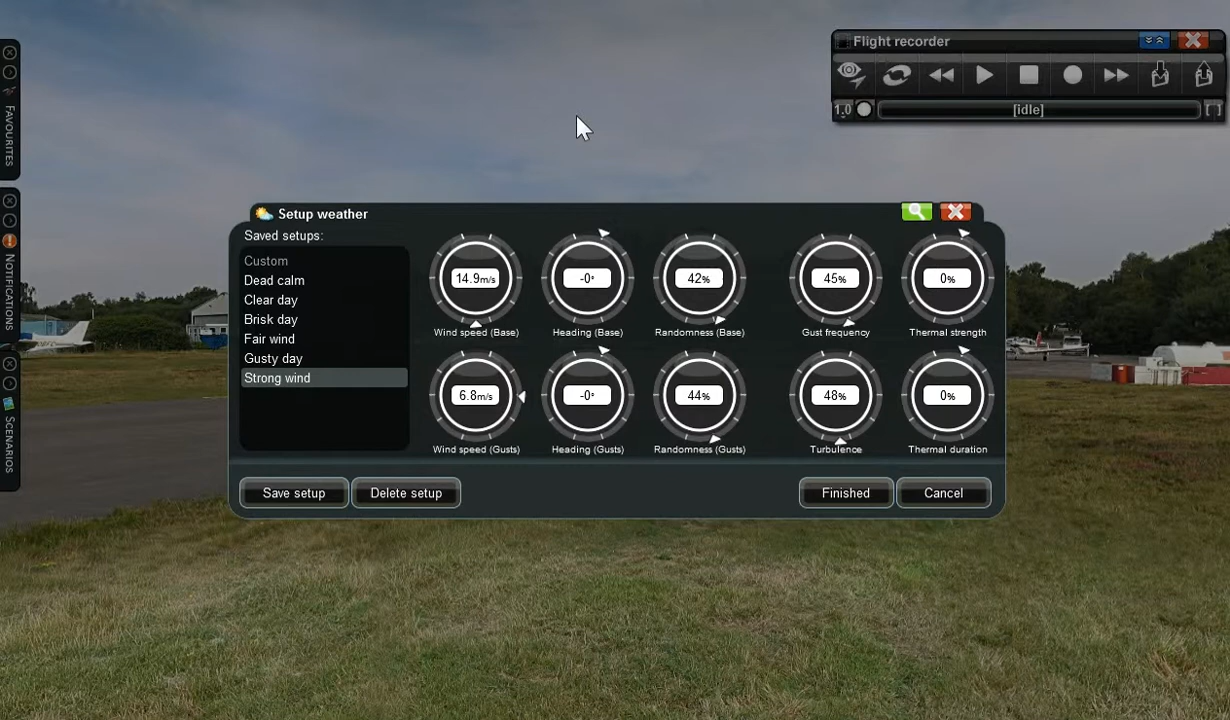 Flight recorder
1.0
[idle]
[ ]
FAVOURITES
NOTIFICATIONS
SCENARIOS
Setup weather
Saved setups:
Custom
Dead calm
Clear day
Brisk day
Fair wind
Gusty day
Strong wind
14.9m/s
-0°
42%
45%
0%
Wind speed (Base)
Heading (Base)
Randomness (Base)
Gust frequency
Thermal strength
6.8m/s
-0°
44%
48%
0%
Wind speed (Gusts)
Heading (Gusts)
Randomness (Gusts)
Turbulence
Thermal duration
Save setup
Delete setup
Finished
Cancel